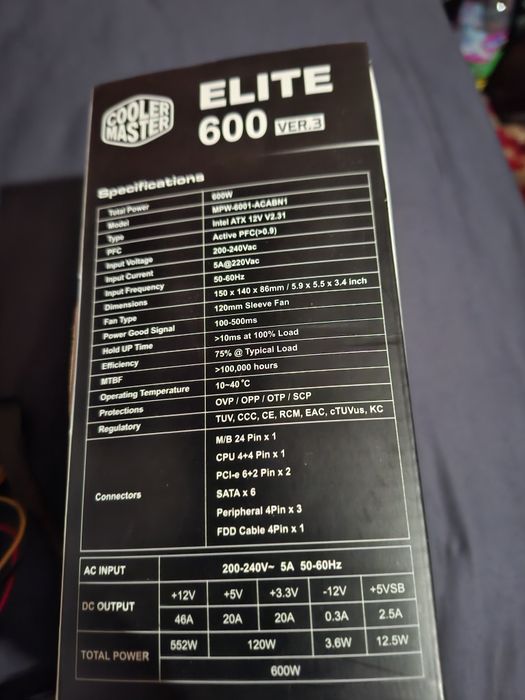 COOLER MASTER
ELITE
600 VER.3
Specifications
Total Power 600W
Model MPW-6001-ACABN1
Type Intel ATX 12V V2.31
PFC Active PFC(>0.9)
Input Voltage 200-240Vac
Input Current 5A@220Vac
Input Frequency 50-60Hz
Dimensions 150 x 140 x 86mm / 5.9 x 5.5 x 3.4 inch
Fan Type 120mm Sleeve Fan
Power Good Signal 100-500ms
Hold UP Time >10ms at 100% Load
Efficiency 75% @ Typical Load
MTBF >100,000 hours
Operating Temperature 10~40°C
Protections OVP / OPP / OTP / SCP
Regulatory TUV, CCC, CE, RCM, EAC, cTUVus, KC
Connectors
M/B 24 Pin x 1
CPU 4+4 Pin x 1
PCI-e 6+2 Pin x 2
SATA x 6
Peripheral 4Pin x 3
FDD Cable 4Pin x 1
AC INPUT 200-240V~ 5A 50-60Hz
DC OUTPUT +12V +5V +3.3V -12V +5VSB
46A 20A 20A 0.3A 2.5A
TOTAL POWER 552W 120W 3.6W 12.5W
600W